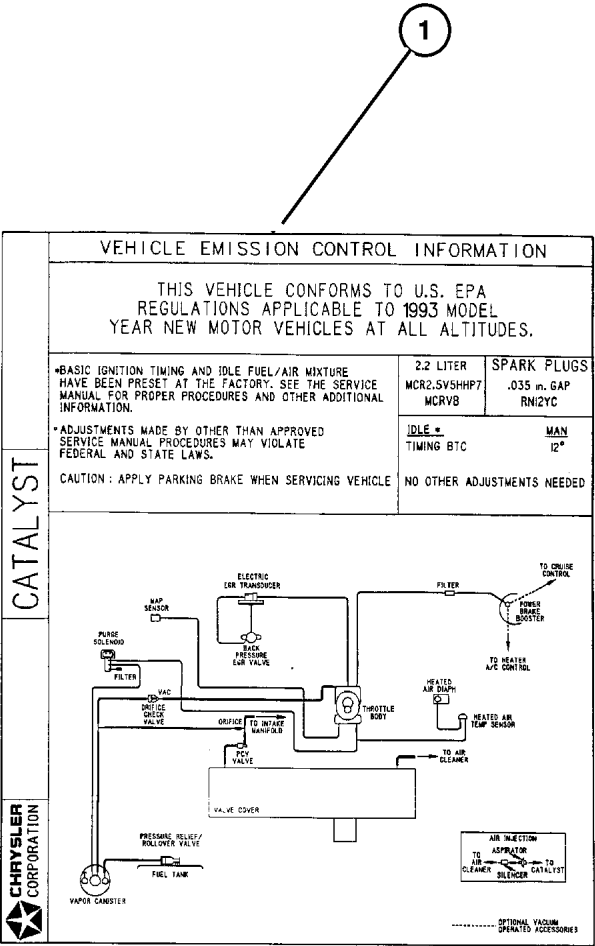 1
VEHICLE EMISSION CONTROL INFORMATION
THIS VEHICLE CONFORMS TO U.S. EPA
REGULATIONS APPLICABLE TO 1993 MODEL
YEAR NEW MOTOR VEHICLES AT ALL ALTITUDES.
•BASIC IGNITION TIMING AND IDLE FUEL/AIR MIXTURE
HAVE BEEN PRESET AT THE FACTORY. SEE THE SERVICE
MANUAL FOR PROPER PROCEDURES AND OTHER ADDITIONAL
INFORMATION.
•ADJUSTMENTS MADE BY OTHER THAN APPROVED
SERVICE MANUAL PROCEDURES MAY VIOLATE
FEDERAL AND STATE LAWS.
CAUTION : APPLY PARKING BRAKE WHEN SERVICING VEHICLE
2.2 LITER
MCR2.5V5HHP7
MCRVB
SPARK PLUGS
.035 in. GAP
RN12YC
IDLE • MAN
TIMING BTC 12°
NO OTHER ADJUSTMENTS NEEDED
CATALYST
CHRYSLER
CORPORATION
ELECTRIC
EGR TRANSDUCER
FILTER
TO CRUISE
CONTROL
MAP
SENSOR
POWER
BRAKE
BOOSTER
BACK
PRESSURE
EGR VALVE
PURGE
SOLENOID
FILTER
TO HEATER
A/C CONTROL
HEATED
AIR DIAPH
VAC
ORIFICE
CHECK
VALVE
THROTTLE
BODY
HEATED AIR
TEMP SENSOR
ORIFICE
TO INTAKE
MANIFOLD
PCV
VALVE
TO AIR
CLEANER
VALVE COVER
PRESSURE RELIEF/
ROLLOVER VALVE
FUEL TANK
VAPOR CANISTER
AIR INJECTION
ASPIRATOR
TO
AIR
CLEANER
SILENCER
TO
CATALYST
OPTIONAL VACUUM
OPERATED ACCESSORIES